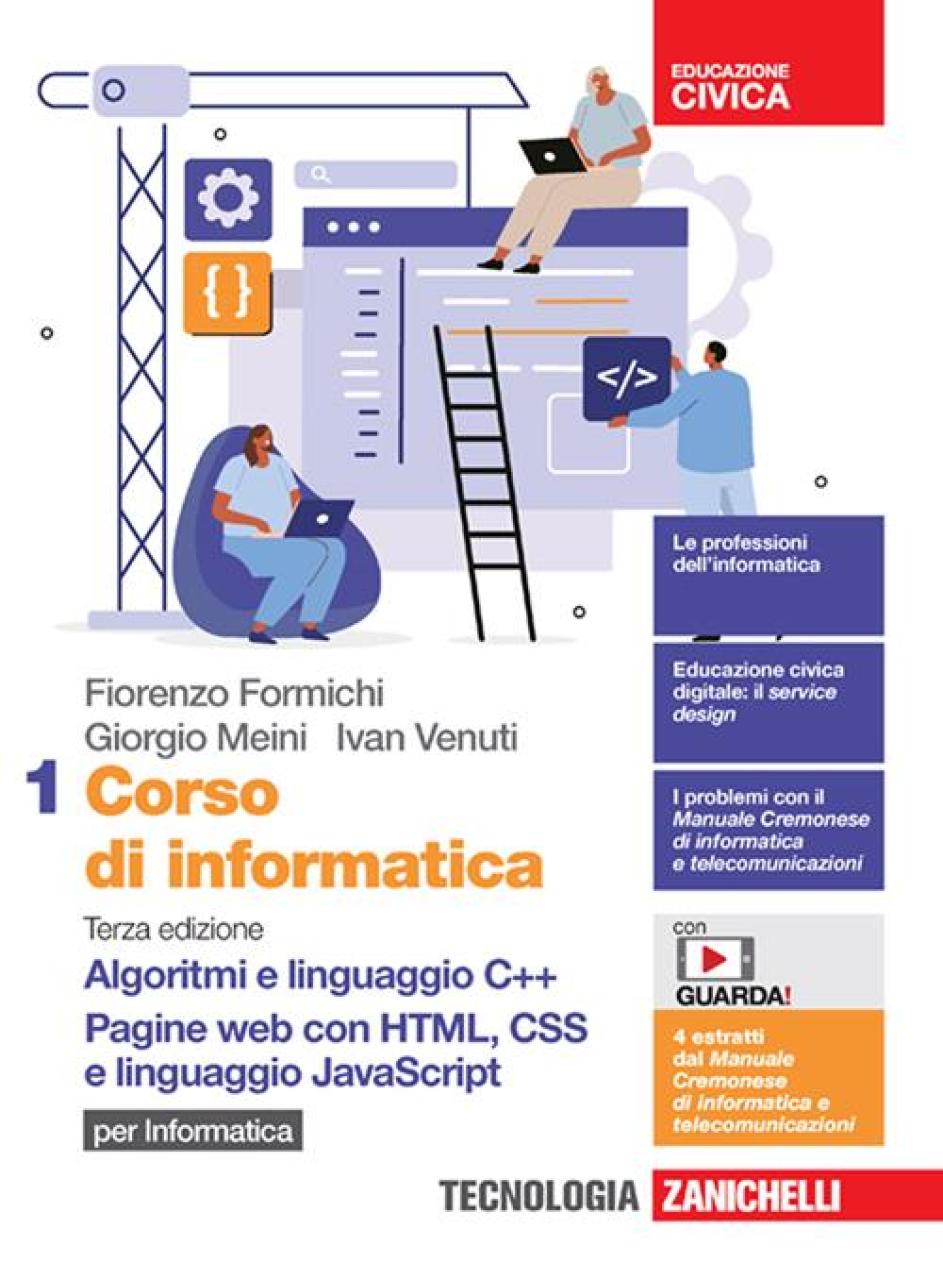 EDUCAZIONE
CIVICA
{ }
</>
Le professioni
dell'informatica
Educazione civica
digitale: il service
design
I problemi con il
Manuale Cremonese
di informatica
e telecomunicazioni
Fiorenzo Formichi
Giorgio Meini Ivan Venuti
1 Corso
di informatica
Terza edizione
Algoritmi e linguaggio C++
Pagine web con HTML, CSS
e linguaggio JavaScript
per Informatica
con
GUARDA!
4 estratti
dal Manuale
Cremonese
di informatica e
telecomunicazioni
TECNOLOGIA ZANICHELLI